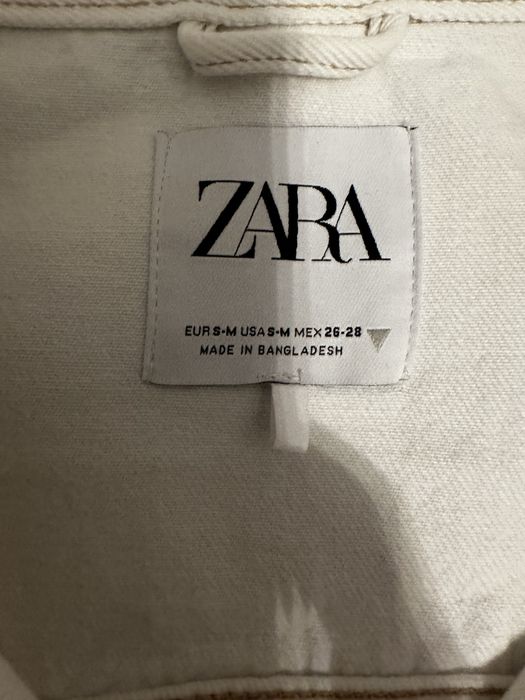 ZARA
EUR S-M USA S-M MEX 26-28
MADE IN BANGLADESH